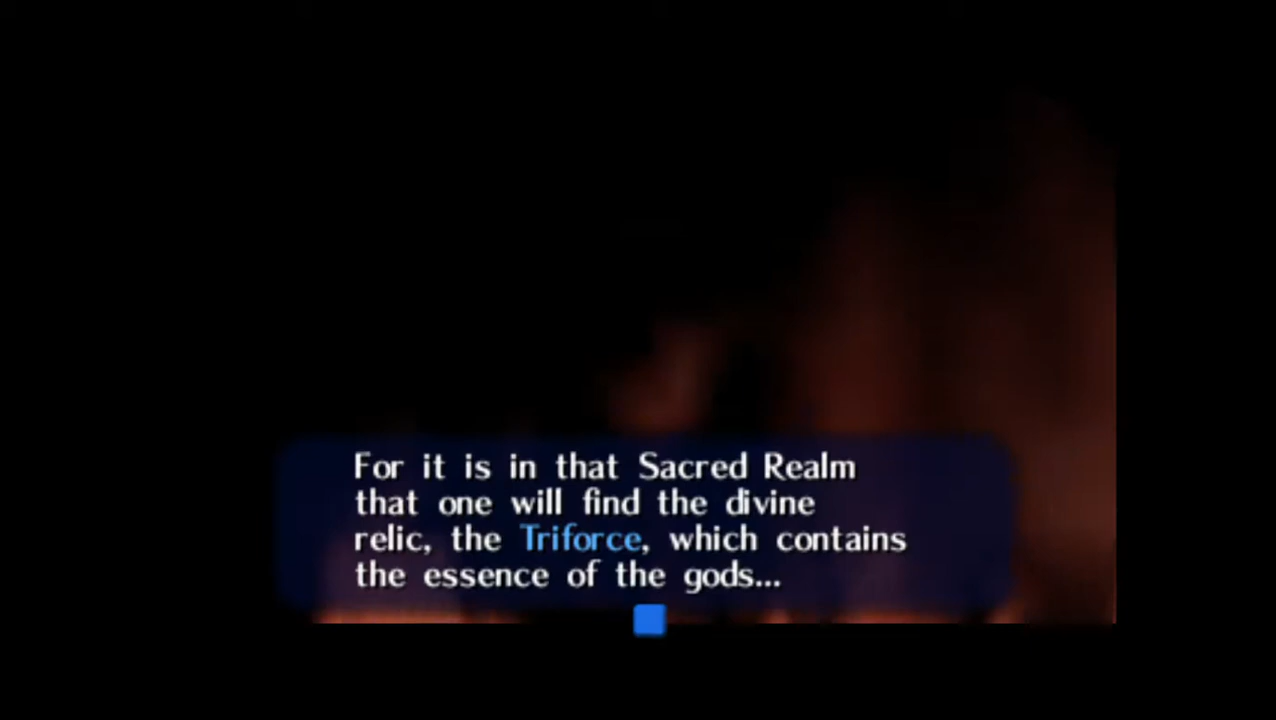 For it is in that Sacred Realm
that one will find the divine
relic, the Triforce, which contains
the essence of the gods...